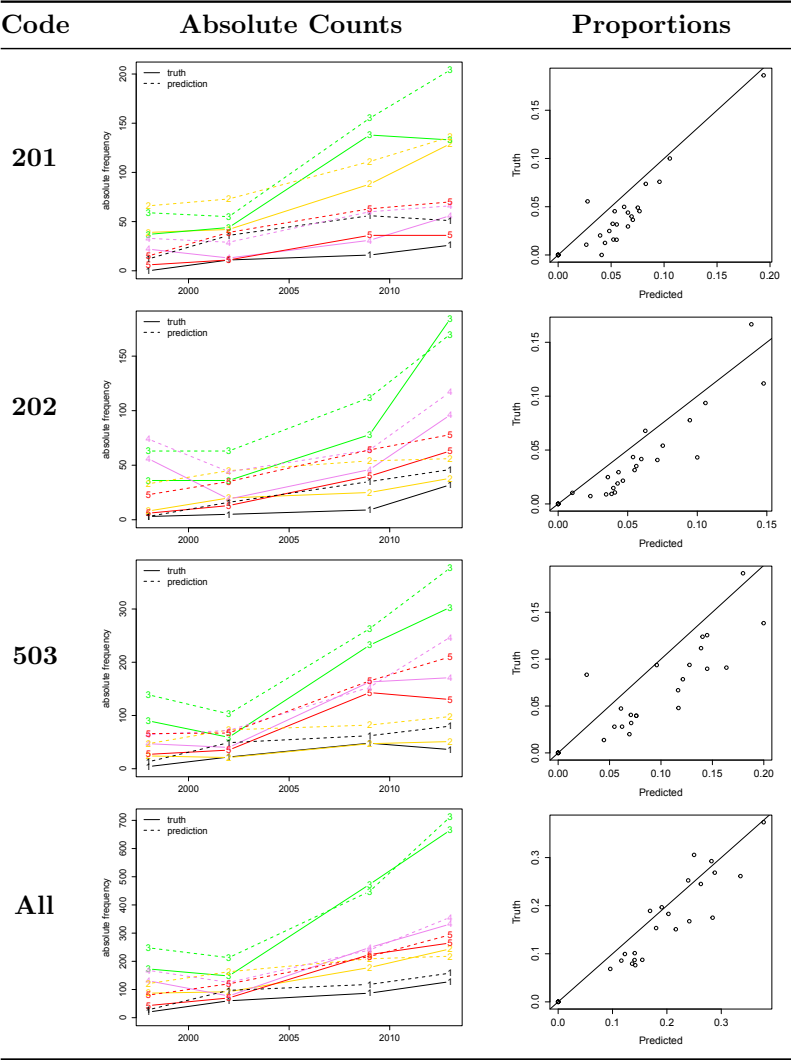 Code Absolute Counts Proportions
201
truth
prediction
absolute frequency
0 50 100 150 200
2000 2005 2010
Truth
0.00 0.05 0.10 0.15
0.00 0.05 0.10 0.15 0.20
Predicted
202
truth
prediction
absolute frequency
0 50 100 150
2000 2005 2010
Truth
0.00 0.05 0.10 0.15
0.00 0.05 0.10 0.15
Predicted
503
truth
prediction
absolute frequency
0 100 200 300
2000 2005 2010
Truth
0.00 0.05 0.10 0.15
0.00 0.05 0.10 0.15 0.20
Predicted
All
truth
prediction
absolute frequency
0 100 200 300 400 500 600 700
2000 2005 2010
Truth
0.0 0.1 0.2 0.3
0.0 0.1 0.2 0.3
Predicted